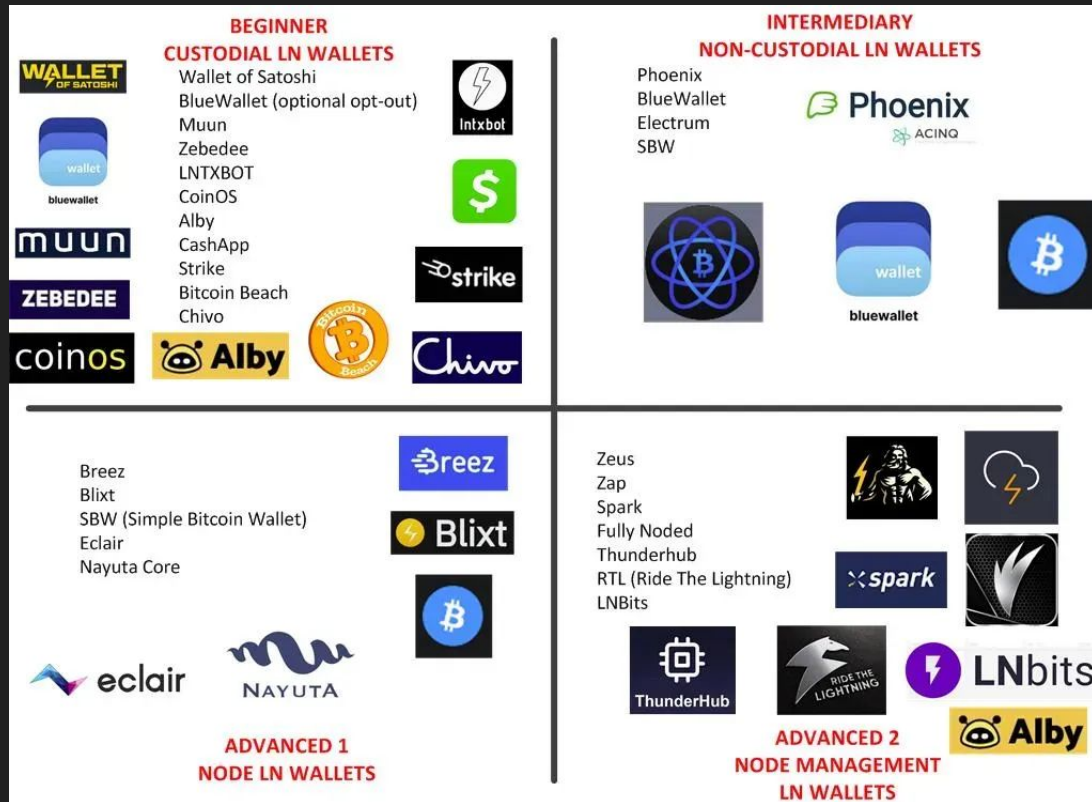 BEGINNER
CUSTODIAL LN WALLETS
WALLET
OF SATOSHI
wallet
bluewallet
muun
ZEBEDEE
coinos
Wallet of Satoshi
BlueWallet (optional opt-out)
Muun
Zebedee
LNTXBOT
CoinOS
Alby
CashApp
Strike
Bitcoin Beach
Chivo
Alby
Bitcoin
Beach
lntxbot
$
strike
Chivo
INTERMEDIARY
NON-CUSTODIAL LN WALLETS
Phoenix
BlueWallet
Electrum
SBW
Phoenix
ACINQ
wallet
bluewallet
Breez
Blixt
SBW (Simple Bitcoin Wallet)
Eclair
Nayuta Core
Breez
Blixt
eclair
NAYUTA
ADVANCED 1
NODE LN WALLETS
Zeus
Zap
Spark
Fully Noded
Thunderhub
RTL (Ride The Lightning)
LNBits
spark
ThunderHub
RIDE THE
LIGHTNING
LNbits
Alby
ADVANCED 2
NODE MANAGEMENT
LN WALLETS